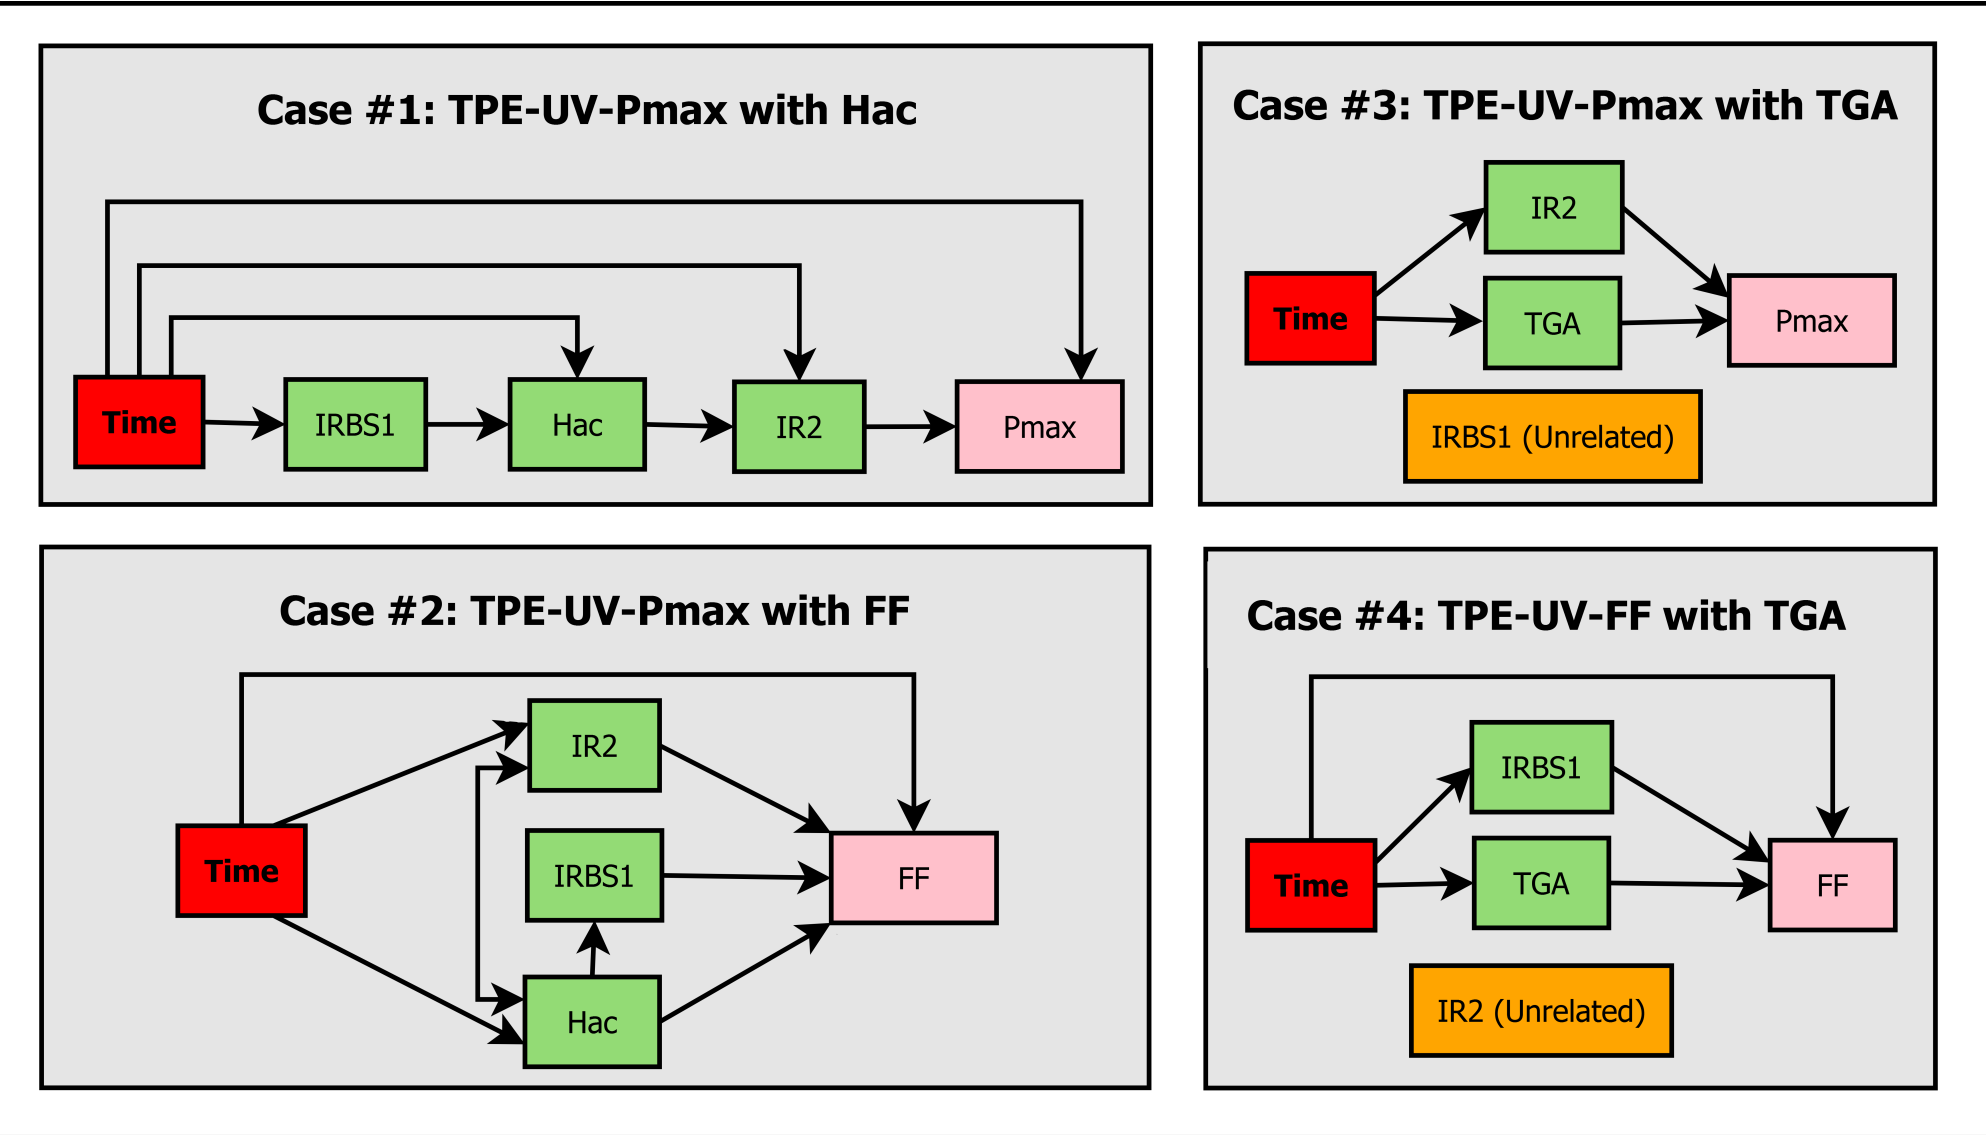 Case #1: TPE-UV-Pmax with Hac
Time
IRBS1
Hac
IR2
Pmax
Case #3: TPE-UV-Pmax with TGA
IR2
Time
TGA
Pmax
IRBS1 (Unrelated)
Case #2: TPE-UV-Pmax with FF
IR2
Time
IRBS1
FF
Hac
Case #4: TPE-UV-FF with TGA
IRBS1
Time
TGA
FF
IR2 (Unrelated)